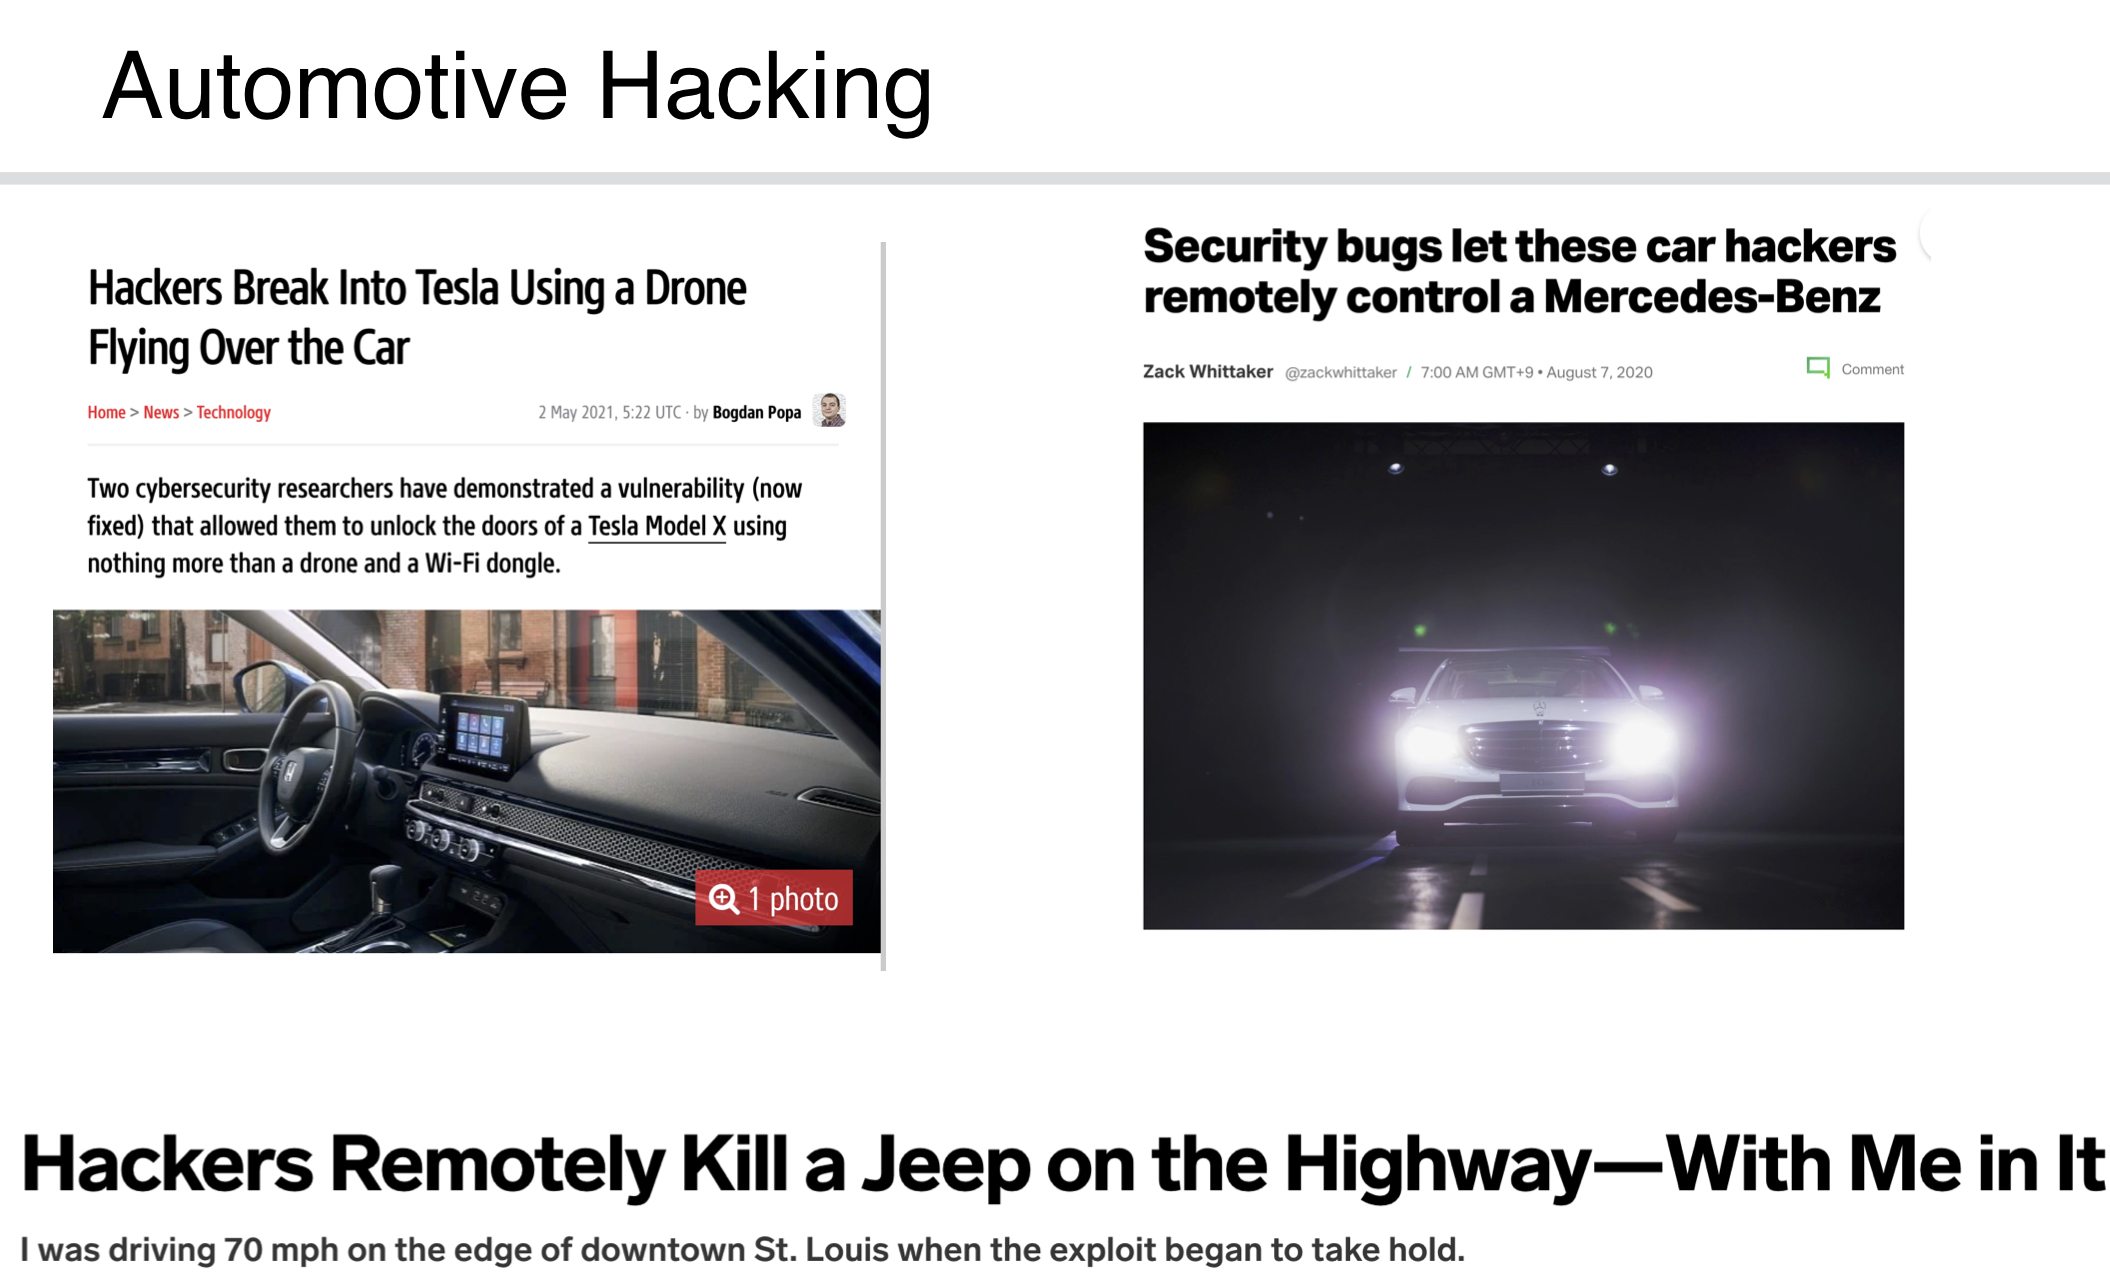 Automotive Hacking
Hackers Break Into Tesla Using a Drone
Flying Over the Car
Home > News > Technology
2 May 2021, 5:22 UTC · by Bogdan Popa
Two cybersecurity researchers have demonstrated a vulnerability (now
fixed) that allowed them to unlock the doors of a Tesla Model X using
nothing more than a drone and a Wi-Fi dongle.
1 photo
Security bugs let these car hackers
remotely control a Mercedes-Benz
Zack Whittaker @zackwhittaker / 7:00 AM GMT+9 • August 7, 2020
Comment
Hackers Remotely Kill a Jeep on the Highway—With Me in It
I was driving 70 mph on the edge of downtown St. Louis when the exploit began to take hold.